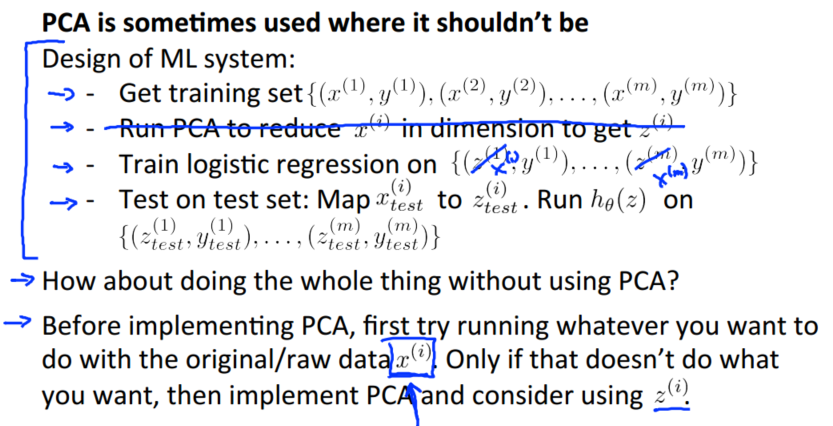 PCA is sometimes used where it shouldn't be
Design of ML system:
→ - Get training set {(x^{(1)}, y^{(1)}), (x^{(2)}, y^{(2)}), . . . , (x^{(m)}, y^{(m)})}
→ - Run PCA to reduce x^{(i)} in dimension to get z^{(i)}
→ - Train logistic regression on {(z^{(1)}, y^{(1)}), . . . , (z^{(m)}, y^{(m)})}
x^{(1)} x^{(m)}
→ - Test on test set: Map x_{test}^{(i)} to z_{test}^{(i)}. Run h_θ(z) on
{(z_{test}^{(1)}, y_{test}^{(1)}), . . . , (z_{test}^{(m)}, y_{test}^{(m)})}
→ How about doing the whole thing without using PCA?
→ Before implementing PCA, first try running whatever you want to
do with the original/raw data x^{(i)}. Only if that doesn't do what
you want, then implement PCA and consider using z^{(i)}.